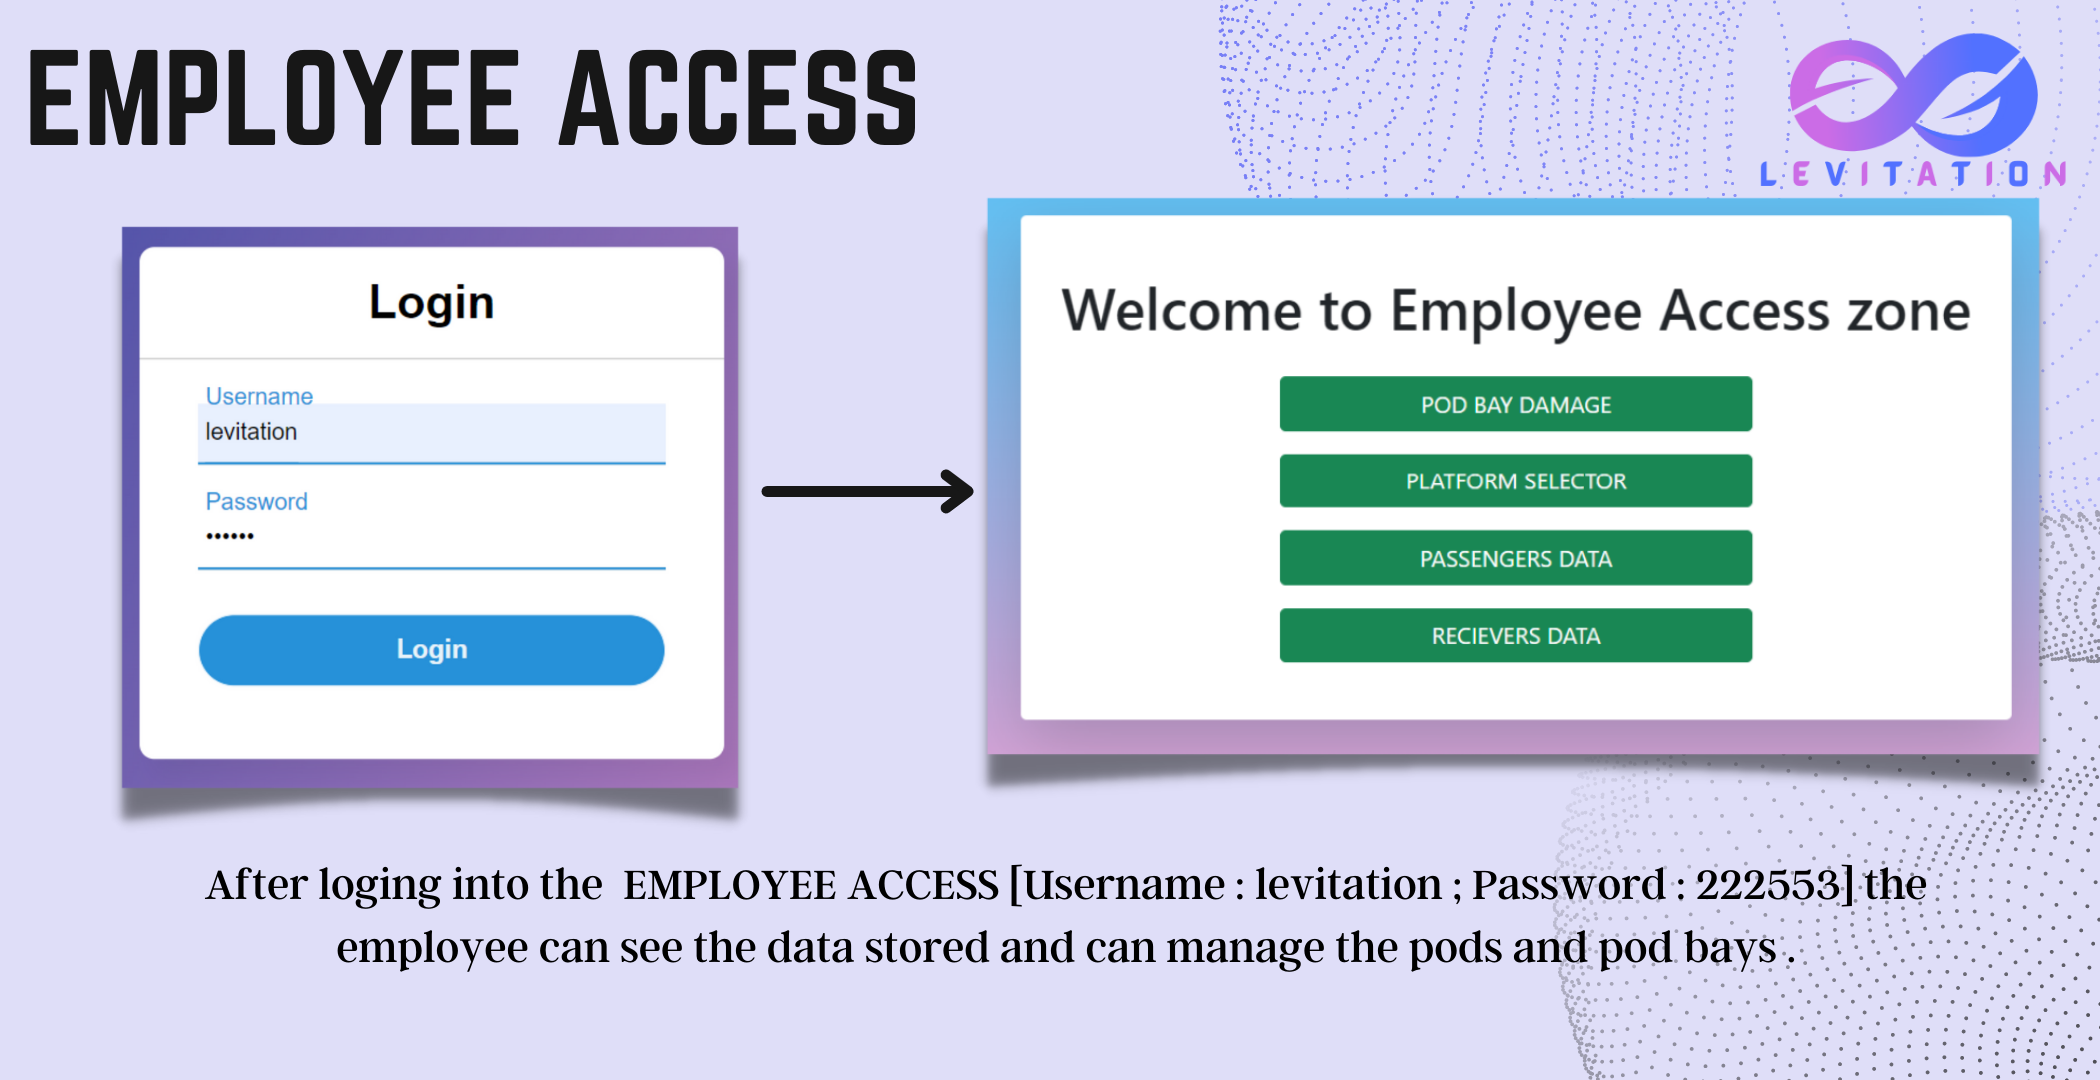 EMPLOYEE ACCESS
LEVITATION
Login
Username
levitation
Password
••••••
Login
Welcome to Employee Access zone
POD BAY DAMAGE
PLATFORM SELECTOR
PASSENGERS DATA
RECIEVERS DATA
After loging into the EMPLOYEE ACCESS [Username : levitation ; Password : 222553] the
employee can see the data stored and can manage the pods and pod bays .